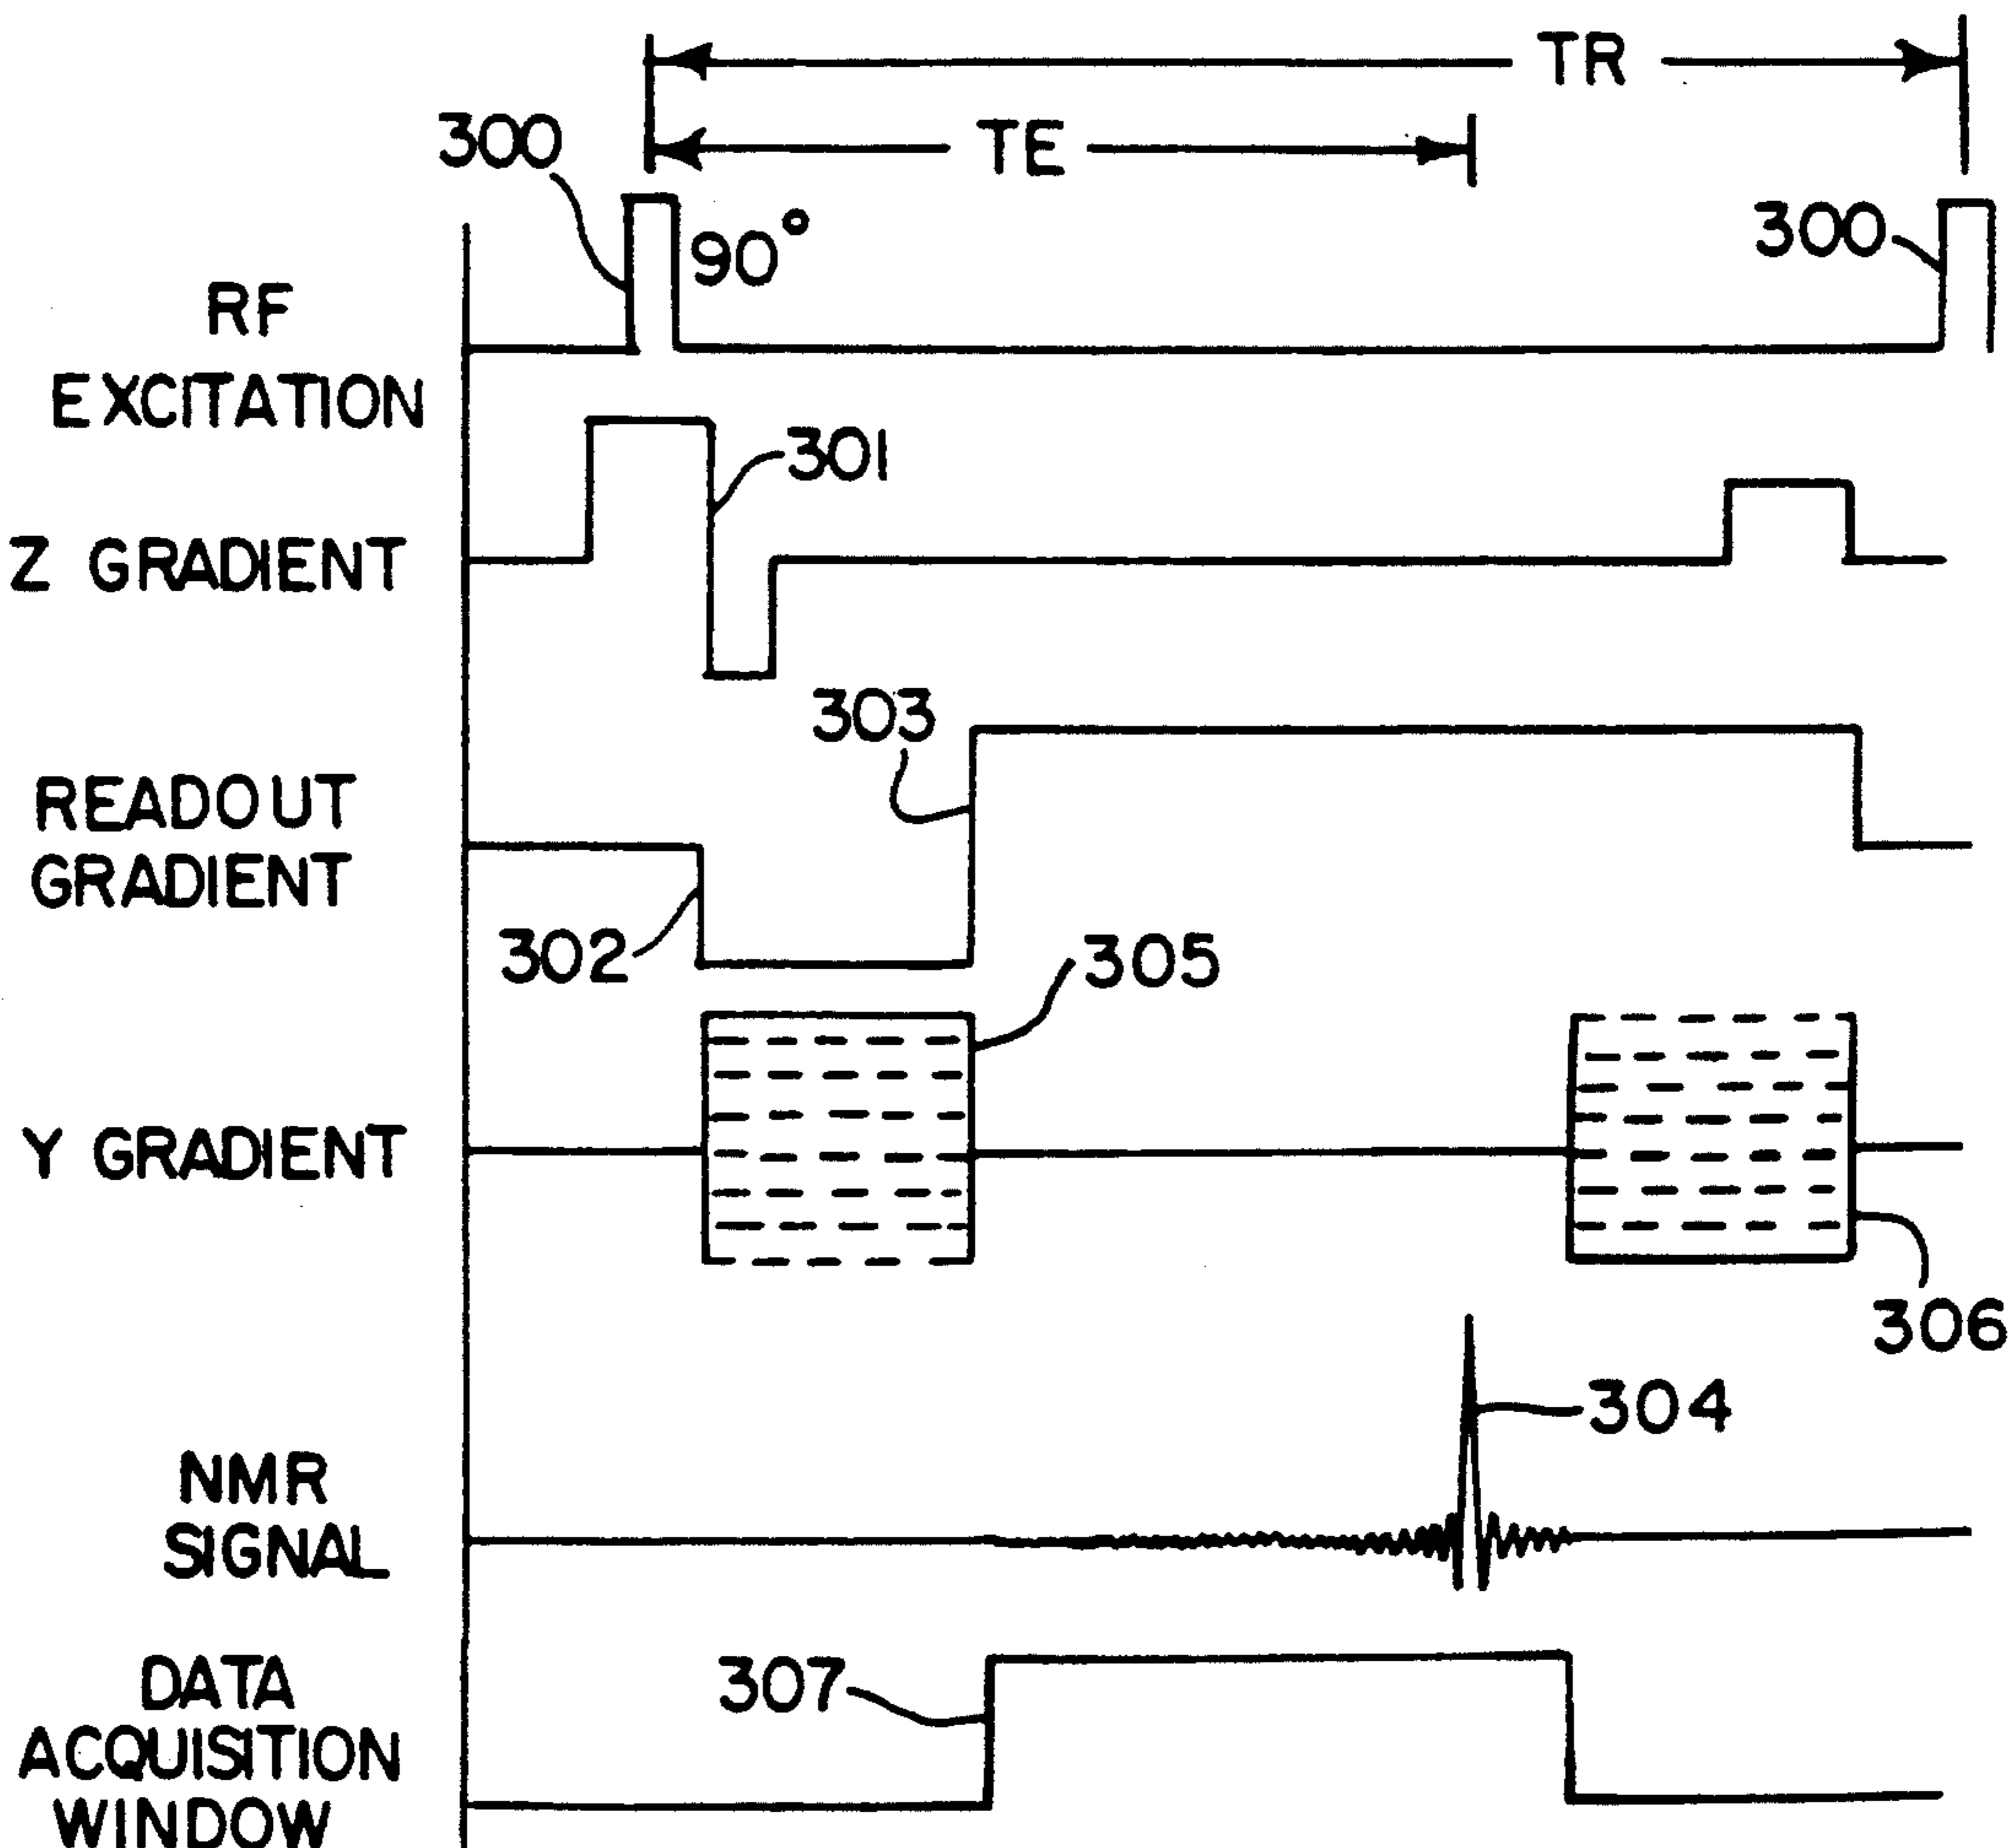 TR
TE
300
90°
300
RF
EXCITATION
301
Z GRADIENT
303
READOUT
GRADIENT
302
305
Y GRADIENT
306
304
NMR
SIGNAL
DATA
307
ACQUISITION
WINDOW